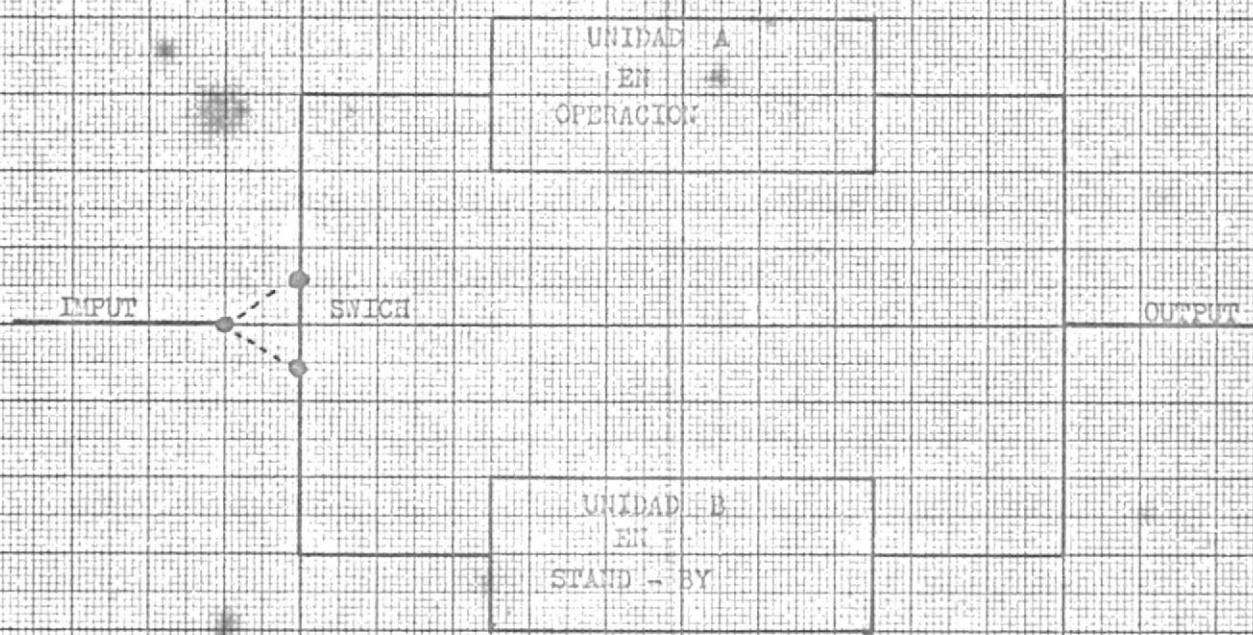 UNIDAD A
EN
OPERACION
IMPUT
SWICH
OUTPUT
UNIDAD B
EN
STAND - BY